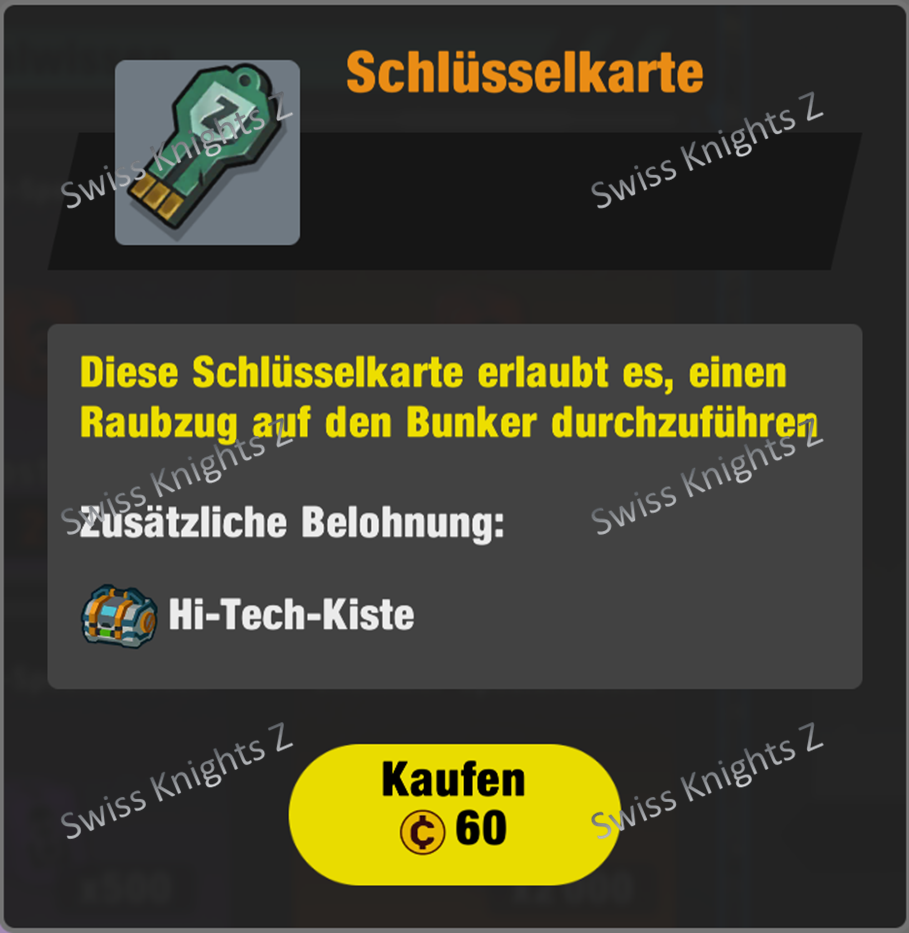 Schlüsselkarte
Z
Swiss Knights Z
Swiss Knights Z
Diese Schlüsselkarte erlaubt es, einen
Raubzug auf den Bunker durchzuführen
Swiss Knights Z
Swiss Knights Z
Zusätzliche Belohnung:
Hi-Tech-Kiste
Swiss Knights Z
Swiss Knights Z
Kaufen
₵ 60
x500